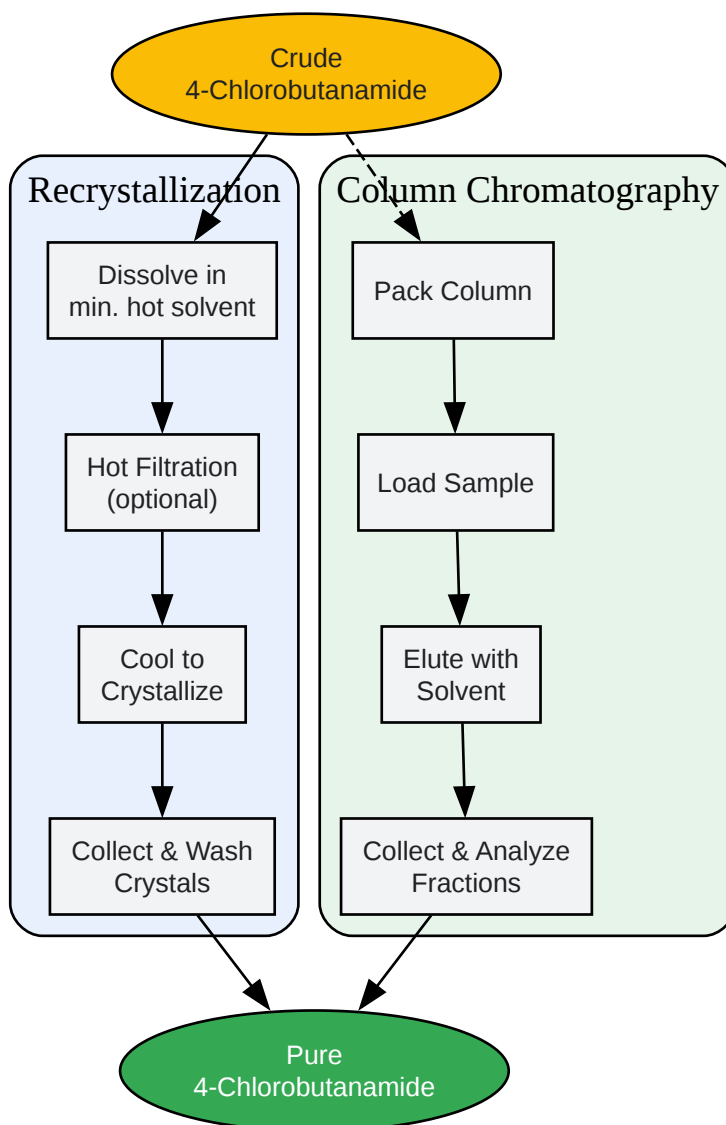 Crude
4-Chlorobutanamide
Recrystallization
Column Chromatography
Dissolve in
min. hot solvent
Pack Column
Hot Filtration
(optional)
Load Sample
Cool to
Crystallize
Elute with
Solvent
Collect & Wash
Crystals
Collect & Analyze
Fractions
Pure
4-Chlorobutanamide